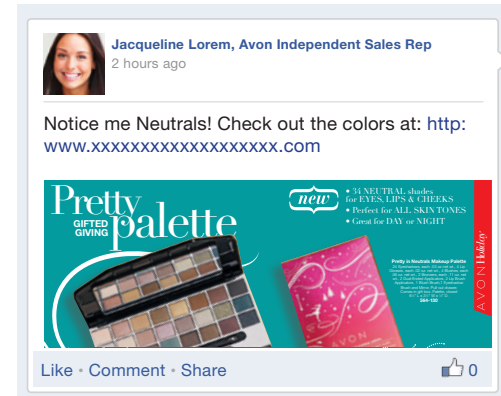 Jacqueline Lorem, Avon Independent Sales Rep
2 hours ago
Notice me Neutrals! Check out the colors at: http:
www.xxxxxxxxxxxxxxxxxxx.com
Pretty
GIFTED
GIVING
palette
new
• 34 NEUTRAL shades
for EYES, LIPS & CHEEKS
• Perfect for ALL SKIN TONES
• Great for DAY or NIGHT
Pretty in Neutrals Makeup Palette
AVON Holiday
AVON
Like • Comment • Share
0